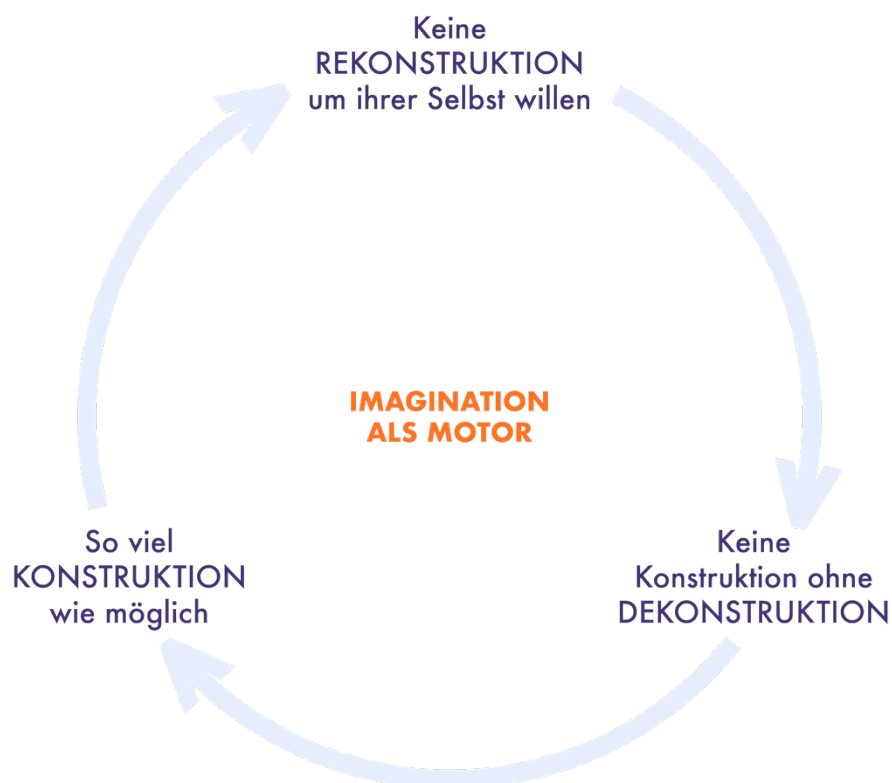 Keine
REKONSTRUKTION
um ihrer Selbst willen
IMAGINATION
ALS MOTOR
So viel
KONSTRUKTION
wie möglich
Keine
Konstruktion ohne
DEKONSTRUKTION